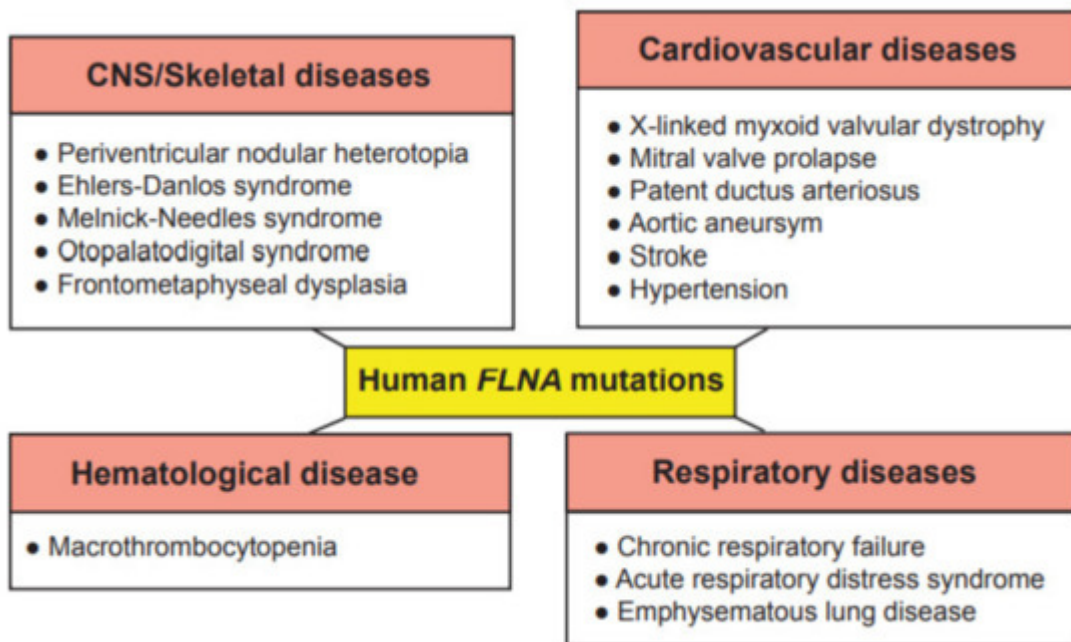 CNS/Skeletal diseases
● Periventricular nodular heterotopia
● Ehlers-Danlos syndrome
● Melnick-Needles syndrome
● Otopalatodigital syndrome
● Frontometaphyseal dysplasia
Cardiovascular diseases
● X-linked myxoid valvular dystrophy
● Mitral valve prolapse
● Patent ductus arteriosus
● Aortic aneursym
● Stroke
● Hypertension
Human FLNA mutations
Hematological disease
● Macrothrombocytopenia
Respiratory diseases
● Chronic respiratory failure
● Acute respiratory distress syndrome
● Emphysematous lung disease